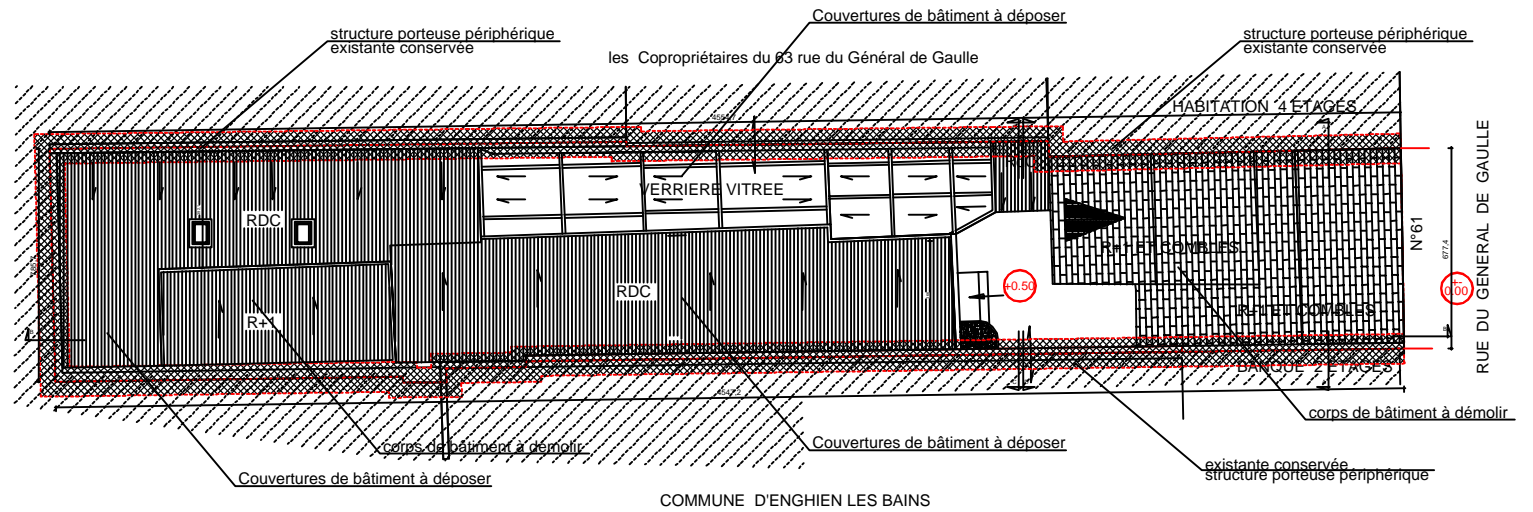 Couvertures de bâtiment à déposer
structure porteuse périphérique
existante conservée
structure porteuse périphérique
existante conservée
les Copropriétaires du 63 rue du Général de Gaulle
HABITATION 4 ETAGES
VERRIERE VITREE
RDC
RDC
R+1
R+1 ET COMBLES
R+1 ET COMBLES
+0.50
N°61
677.4
+-
0.00
RUE DU GENERAL DE GAULLE
4547.2
corps de bâtiment à démolir
corps de bâtiment à démolir
Couvertures de bâtiment à déposer
Couvertures de bâtiment à déposer
existante conservée
structure porteuse périphérique
COMMUNE D'ENGHIEN LES BAINS